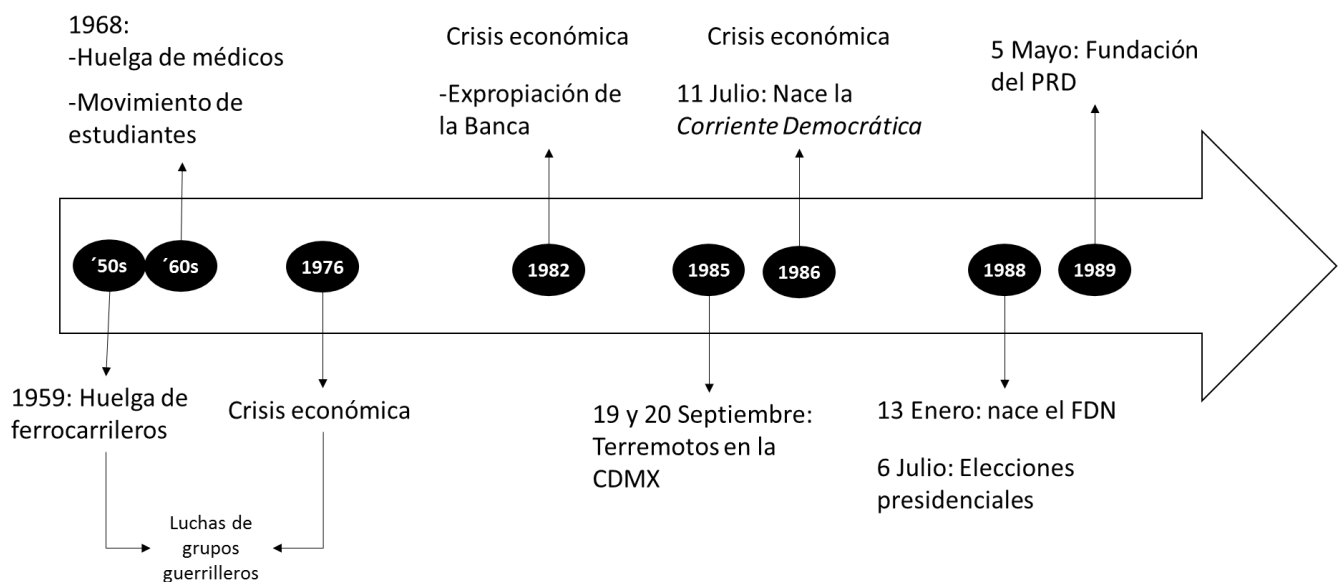 1968:
-Huelga de médicos
-Movimiento de
estudiantes
Crisis económica
-Expropiación de
la Banca
Crisis económica
11 Julio: Nace la
Corriente Democrática
5 Mayo: Fundación
del PRD
´50s
´60s
1976
1982
1985
1986
1988
1989
1959: Huelga de
ferrocarrileros
Crisis económica
Luchas de
grupos
guerrilleros
19 y 20 Septiembre:
Terremotos en la
CDMX
13 Enero: nace el FDN
6 Julio: Elecciones
presidenciales